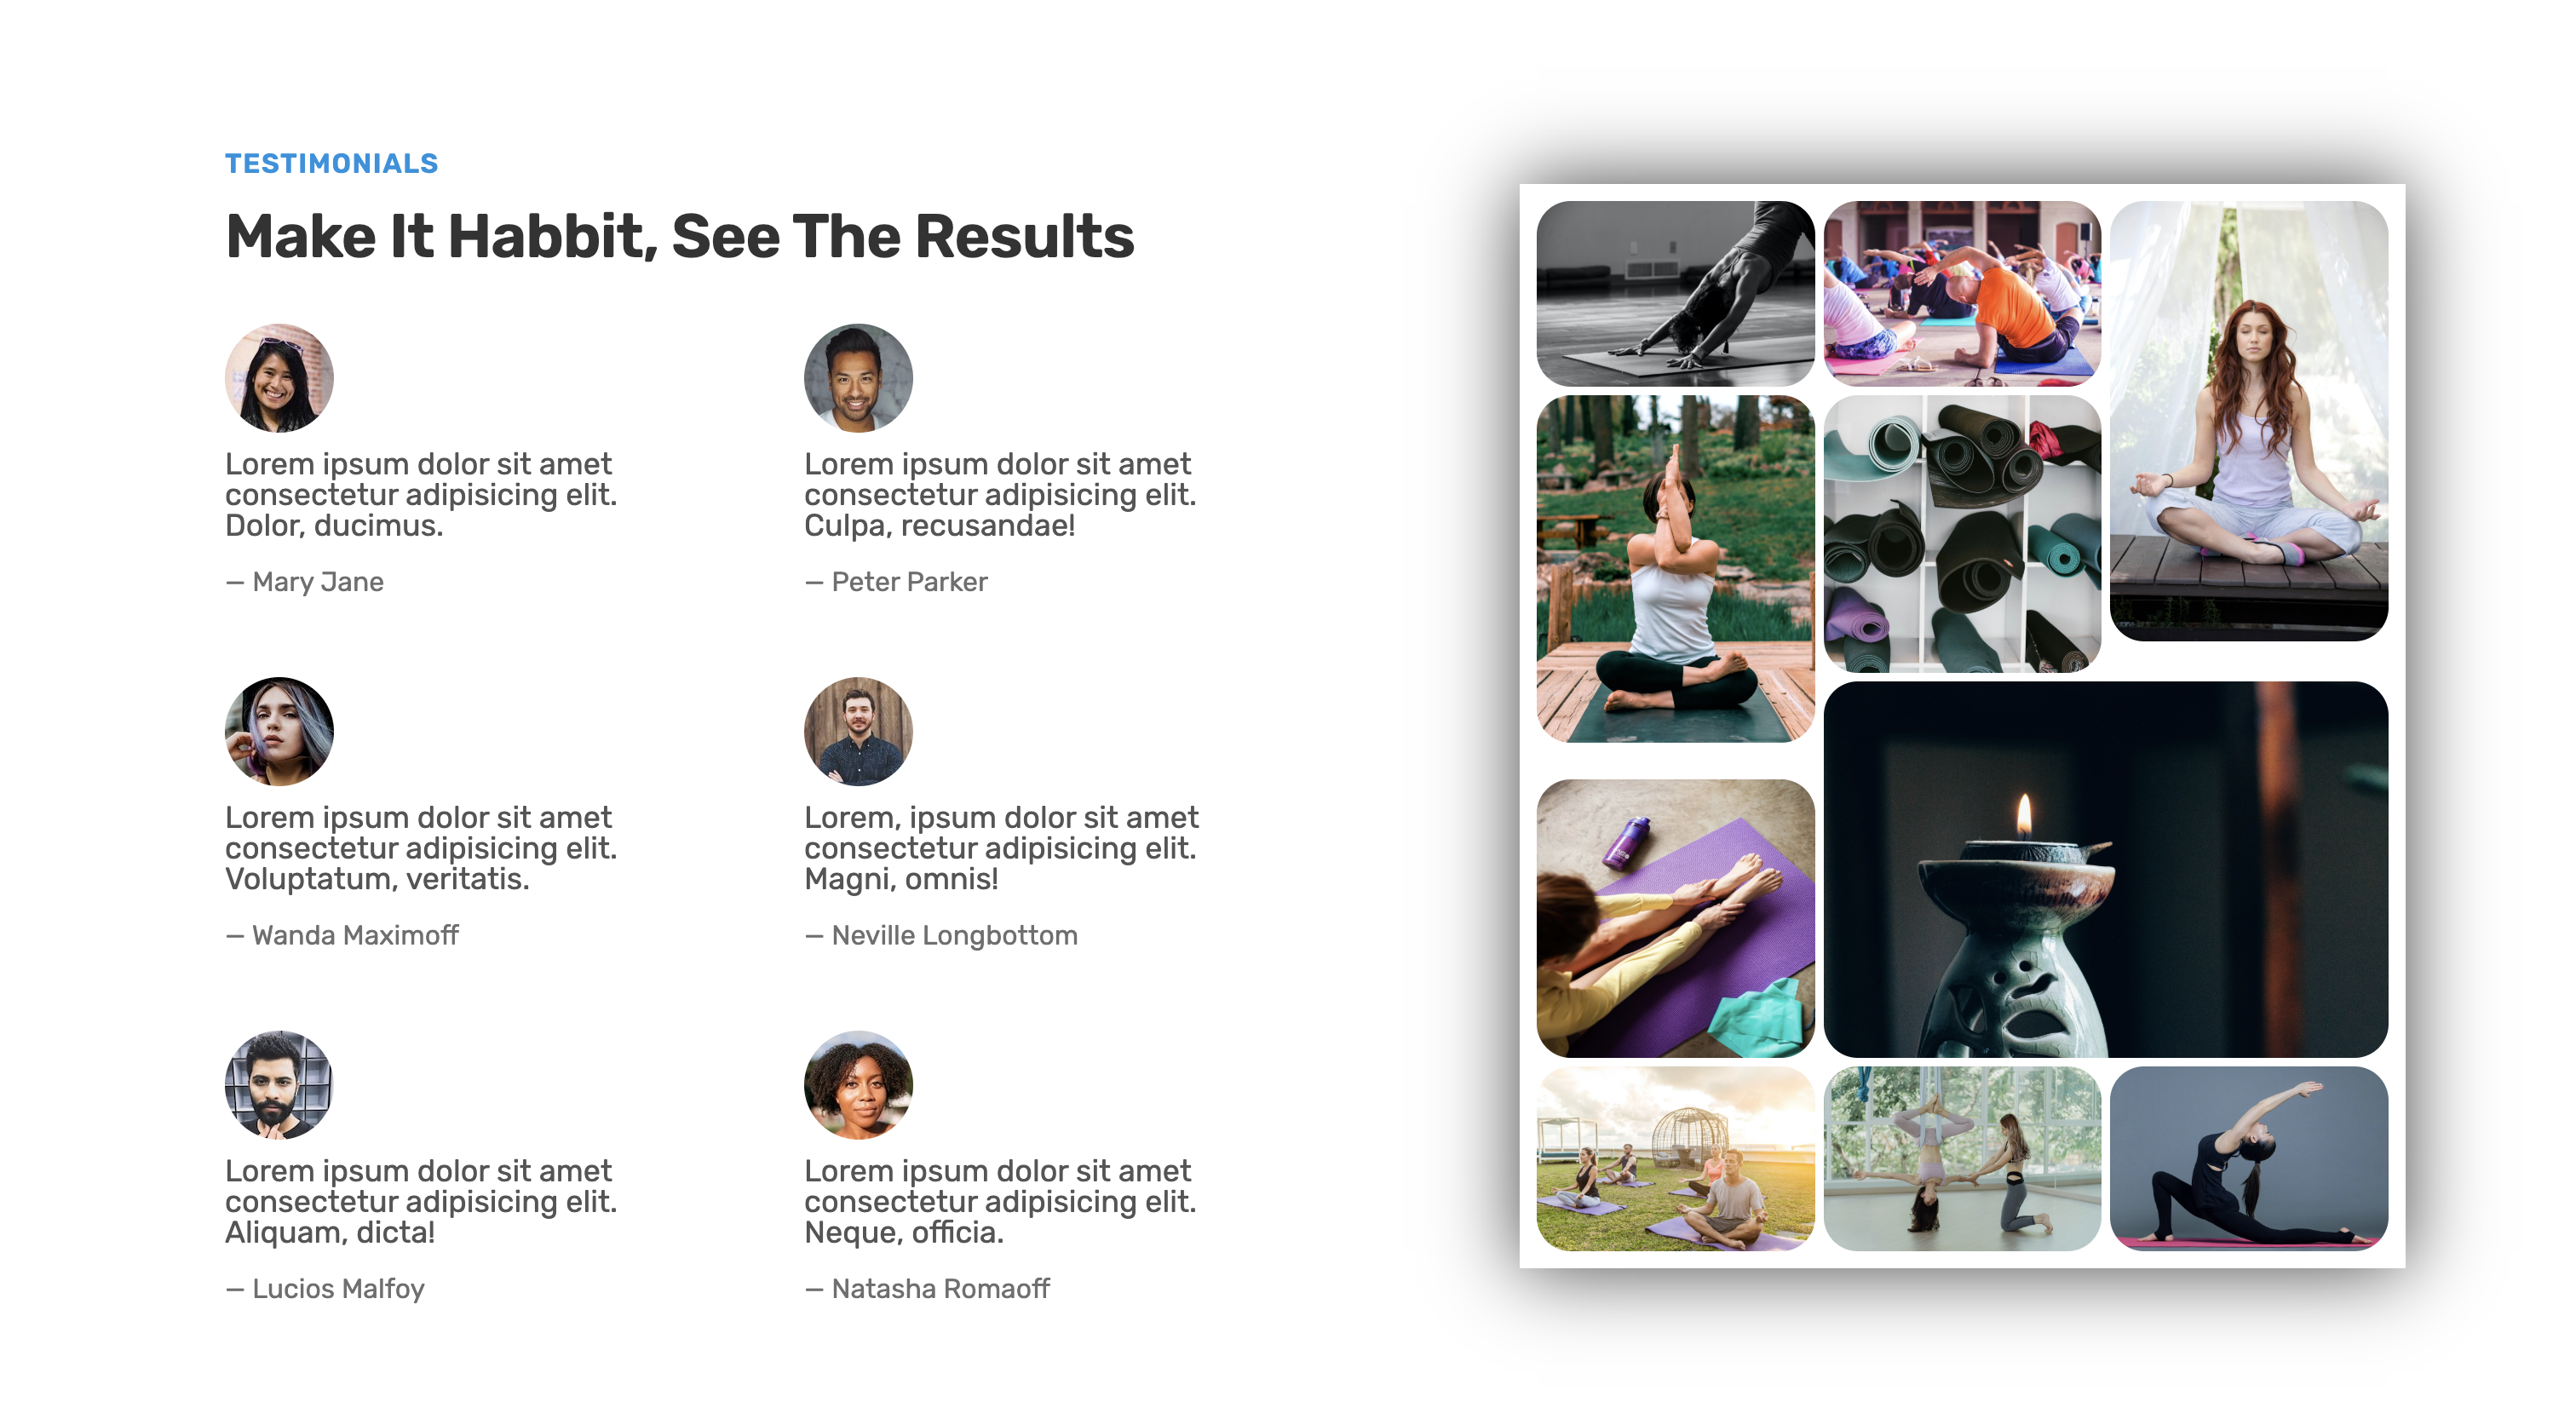 TESTIMONIALS
Make It Habbit, See The Results
Lorem ipsum dolor sit amet
consectetur adipisicing elit.
Dolor, ducimus.
— Mary Jane
Lorem ipsum dolor sit amet
consectetur adipisicing elit.
Culpa, recusandae!
— Peter Parker
Lorem ipsum dolor sit amet
consectetur adipisicing elit.
Voluptatum, veritatis.
— Wanda Maximoff
Lorem, ipsum dolor sit amet
consectetur adipisicing elit.
Magni, omnis!
— Neville Longbottom
Lorem ipsum dolor sit amet
consectetur adipisicing elit.
Aliquam, dicta!
— Lucios Malfoy
Lorem ipsum dolor sit amet
consectetur adipisicing elit.
Neque, officia.
— Natasha Romaoff